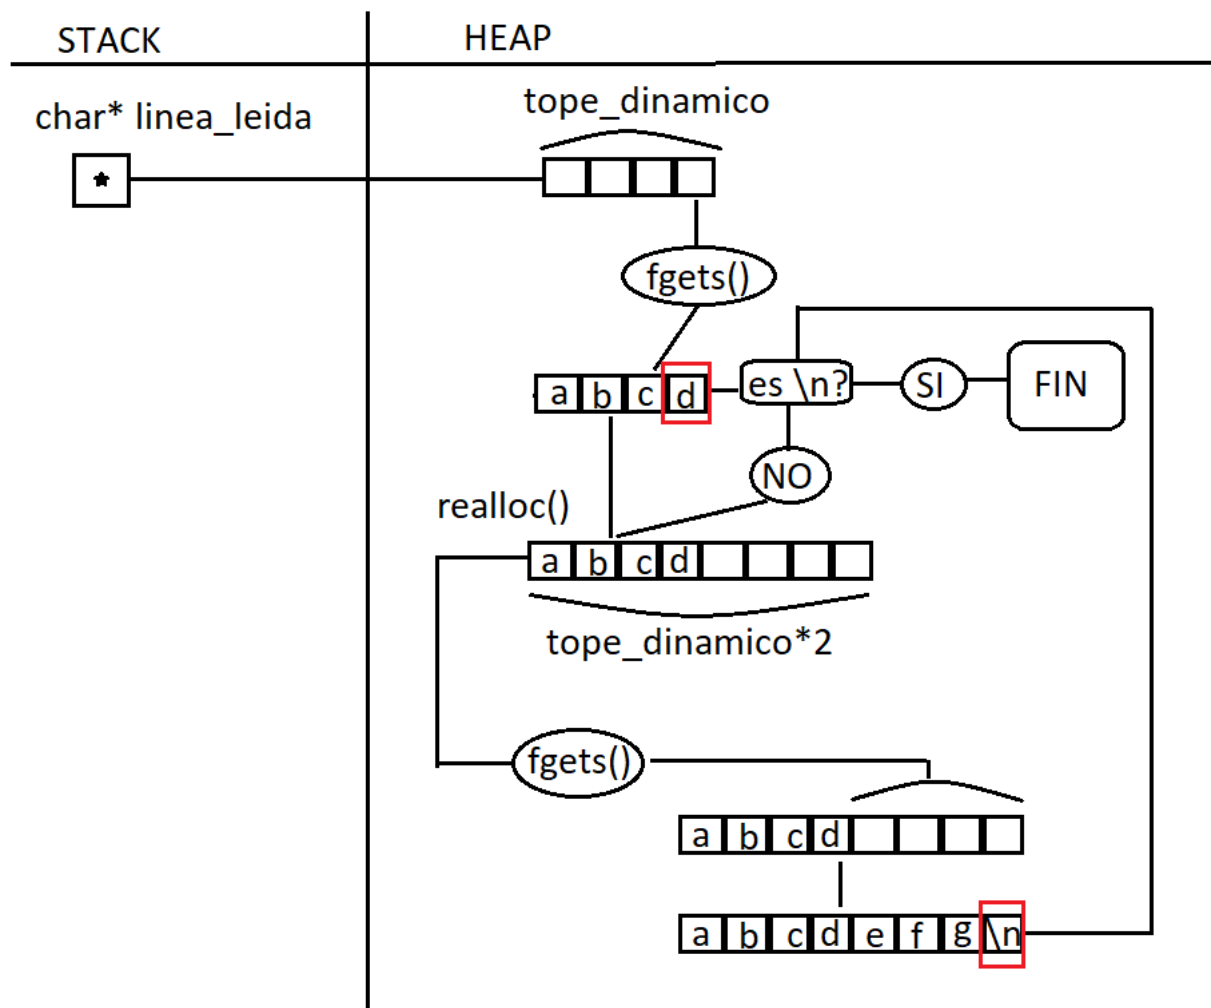 STACK
HEAP
char* linea_leida
tope_dinamico
*
fgets()
a b c d
es \n?
SI
FIN
NO
realloc()
a b c d
tope_dinamico*2
fgets()
a b c d
a b c d e f g \n